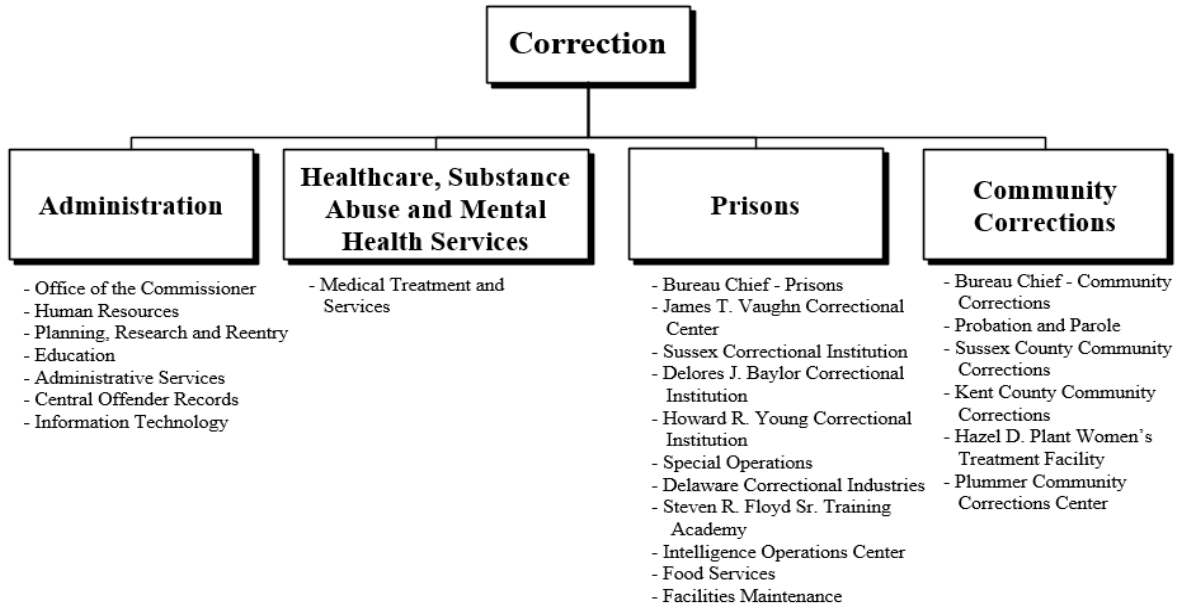 Correction
Administration
Healthcare, Substance
Abuse and Mental
Health Services
Prisons
Community
Corrections
- Office of the Commissioner
- Human Resources
- Planning, Research and Reentry
- Education
- Administrative Services
- Central Offender Records
- Information Technology
- Medical Treatment and
Services
- Bureau Chief - Prisons
- James T. Vaughn Correctional
Center
- Sussex Correctional Institution
- Delores J. Baylor Correctional
Institution
- Howard R. Young Correctional
Institution
- Special Operations
- Delaware Correctional Industries
- Steven R. Floyd Sr. Training
Academy
- Intelligence Operations Center
- Food Services
- Facilities Maintenance
- Bureau Chief - Community
Corrections
- Probation and Parole
- Sussex County Community
Corrections
- Kent County Community
Corrections
- Hazel D. Plant Women’s
Treatment Facility
- Plummer Community
Corrections Center